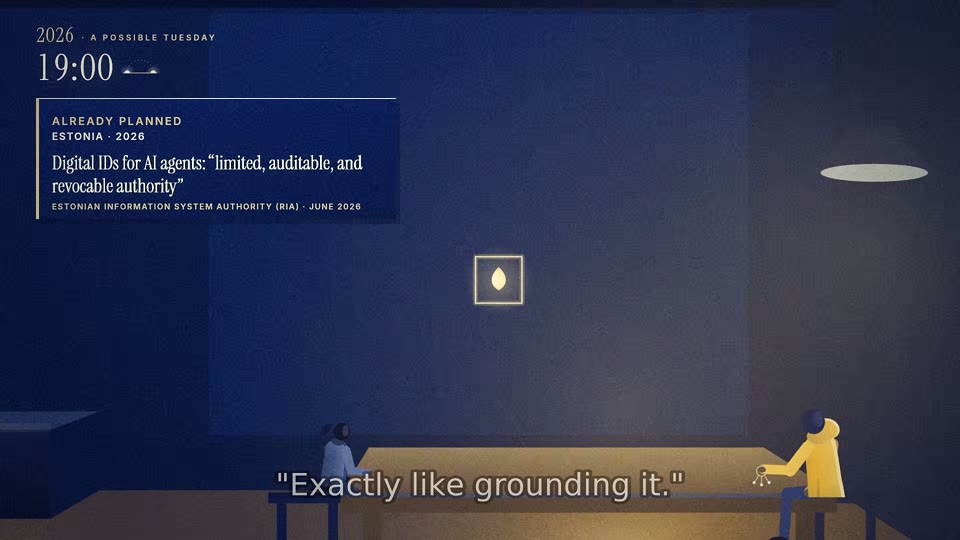 2026 · A POSSIBLE TUESDAY
19:00
ALREADY PLANNED
ESTONIA · 2026
Digital IDs for AI agents: “limited, auditable, and
revocable authority”
ESTONIAN INFORMATION SYSTEM AUTHORITY (RIA) · JUNE 2026
"Exactly like grounding it."